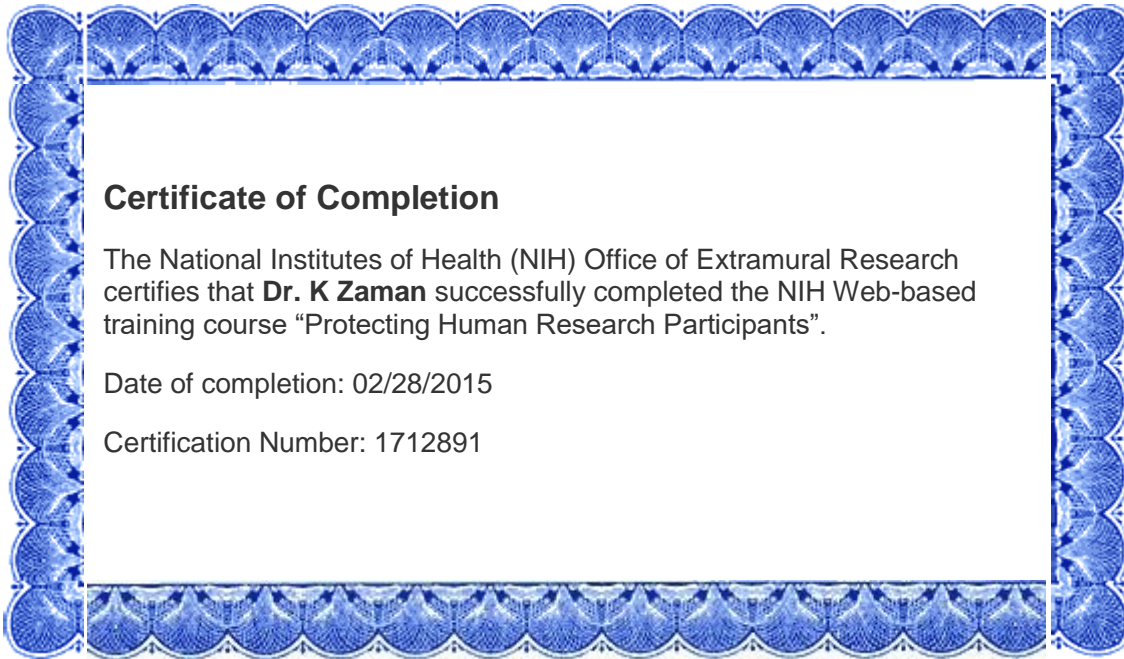 Certificate of Completion
The National Institutes of Health (NIH) Office of Extramural Research
certifies that Dr. K Zaman successfully completed the NIH Web-based
training course “Protecting Human Research Participants”.
Date of completion: 02/28/2015
Certification Number: 1712891